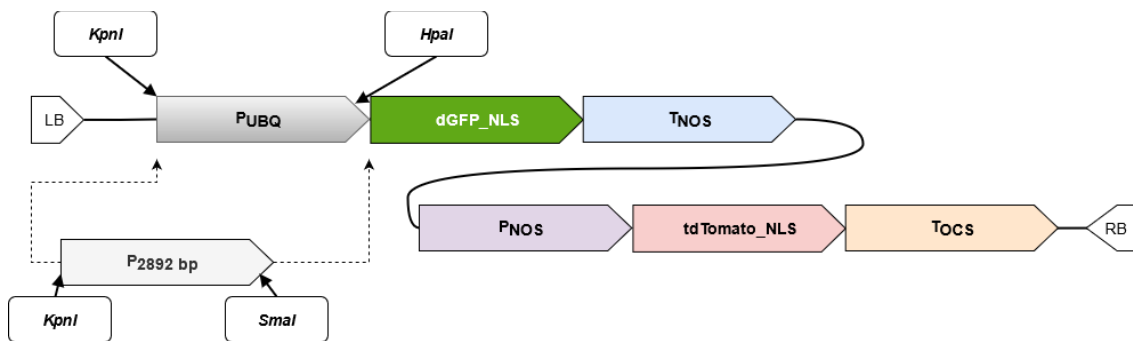 KpnI
HpaI
LB
PUBQ
dGFP_NLS
TNOS
PNOS
tdTomato_NLS
TOCS
RB
P2892 bp
KpnI
SmaI